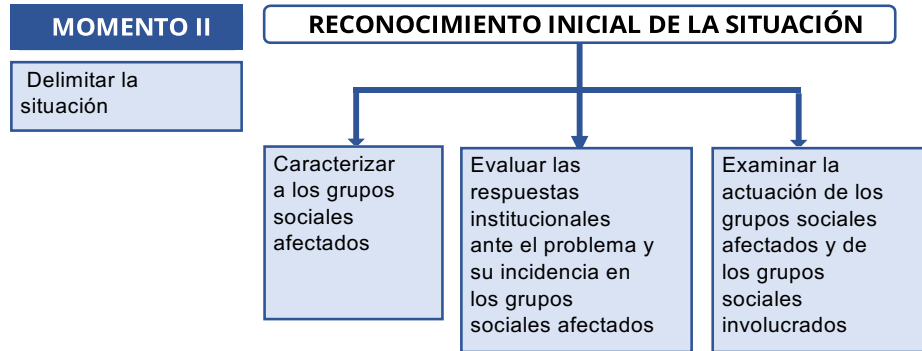 MOMENTO II
RECONOCIMIENTO INICIAL DE LA SITUACIÓN
Delimitar la
situación
Caracterizar
a los grupos
sociales
afectados
Evaluar las
respuestas
institucionales
ante el problema y
su incidencia en
los grupos
sociales afectados
Examinar la
actuación de los
grupos sociales
afectados y de
los grupos
sociales
involucrados